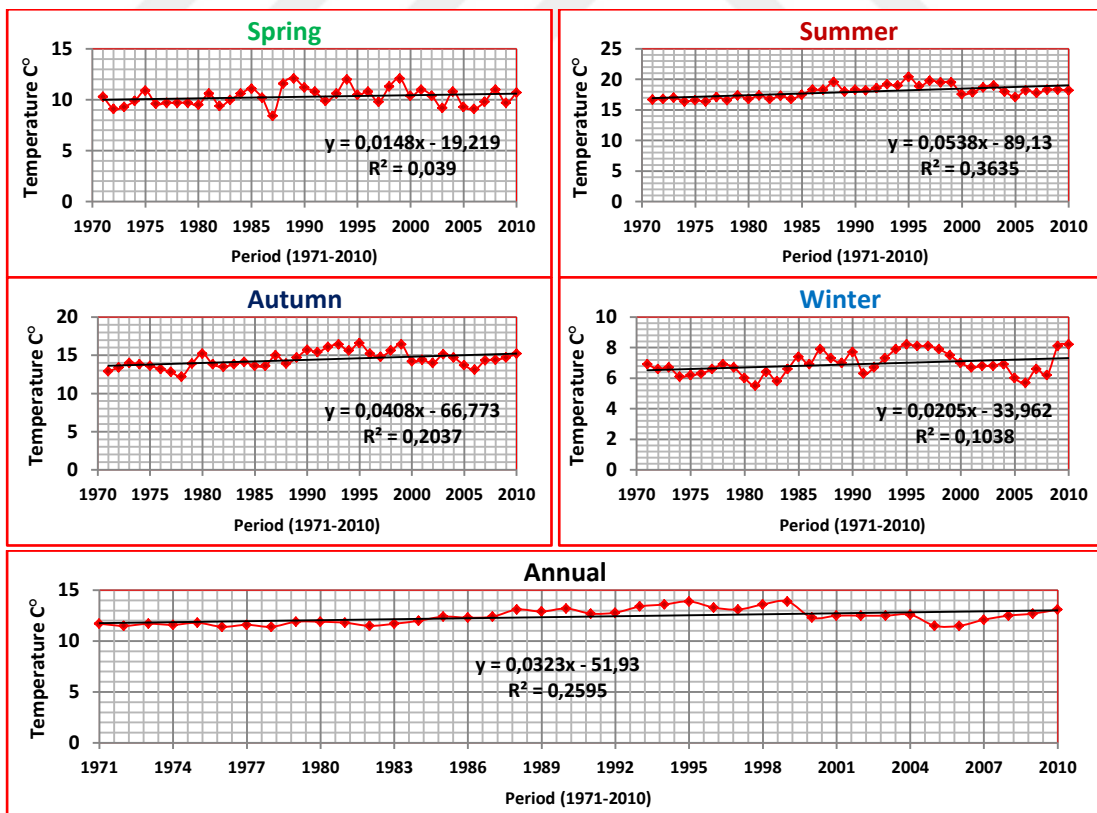 Spring
Temperature C°
15
10
5
0
y = 0,0148x - 19,219
R² = 0,039
1970 1975 1980 1985 1990 1995 2000 2005 2010
Period (1971-2010)
Summer
Temperature C°
25
20
15
10
5
0
y = 0,0538x - 89,13
R² = 0,3635
1970 1975 1980 1985 1990 1995 2000 2005 2010
Period (1971-2010)
Autumn
Temperature C°
20
15
10
5
0
y = 0,0408x - 66,773
R² = 0,2037
1970 1975 1980 1985 1990 1995 2000 2005 2010
Period (1971-2010)
Winter
Temperature C°
10
8
6
4
2
0
y = 0,0205x - 33,962
R² = 0,1038
1970 1975 1980 1985 1990 1995 2000 2005 2010
Period (1971-2010)
Annual
Temperature C°
15
10
5
0
y = 0,0323x - 51,93
R² = 0,2595
1971 1974 1977 1980 1983 1986 1989 1992 1995 1998 2001 2004 2007 2010
Period (1971-2010)